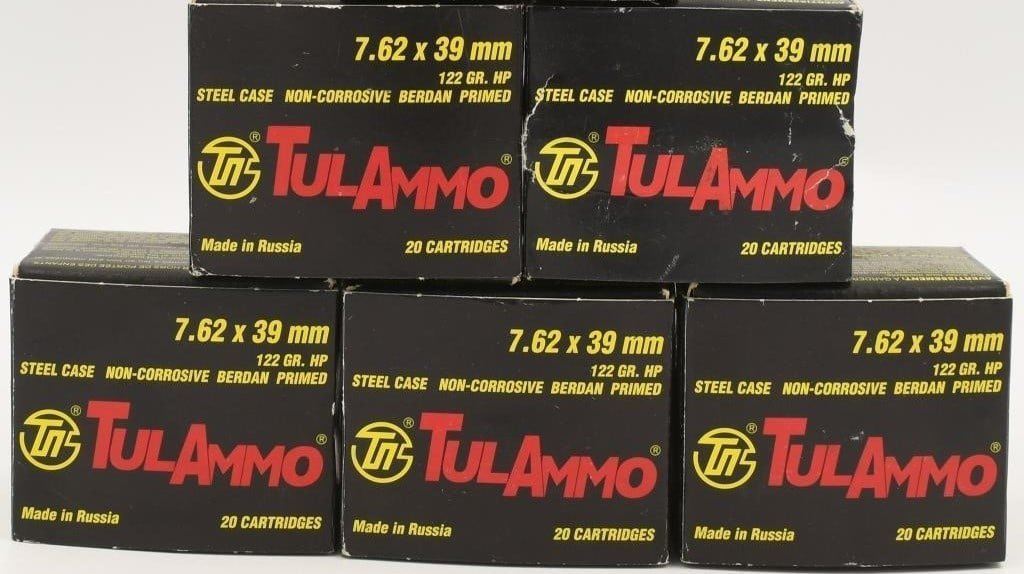 7.62 x 39 mm
122 GR. HP
STEEL CASE NON-CORROSIVE BERDAN PRIMED
TULAMMO®
Made in Russia
20 CARTRIDGES
7.62 x 39 mm
122 GR. HP
STEEL CASE NON-CORROSIVE BERDAN PRIMED
TULAMMO®
Made in Russia
20 CARTRIDGES
7.62 x 39 mm
122 GR. HP
STEEL CASE NON-CORROSIVE BERDAN PRIMED
®
TULAMMO®
Made in Russia
20 CARTRIDGES
7.62 x 39 mm
122 GR. HP
STEEL CASE NON-CORROSIVE BERDAN PRIMED
®
TULAMMO®
Made in Russia
20 CARTRIDGES
7.62 x 39 mm
122 GR. HP
STEEL CASE NON-CORROSIVE BERDAN PRIMED
®
TULAMMO®
Made in Russia
20 CARTRIDGES